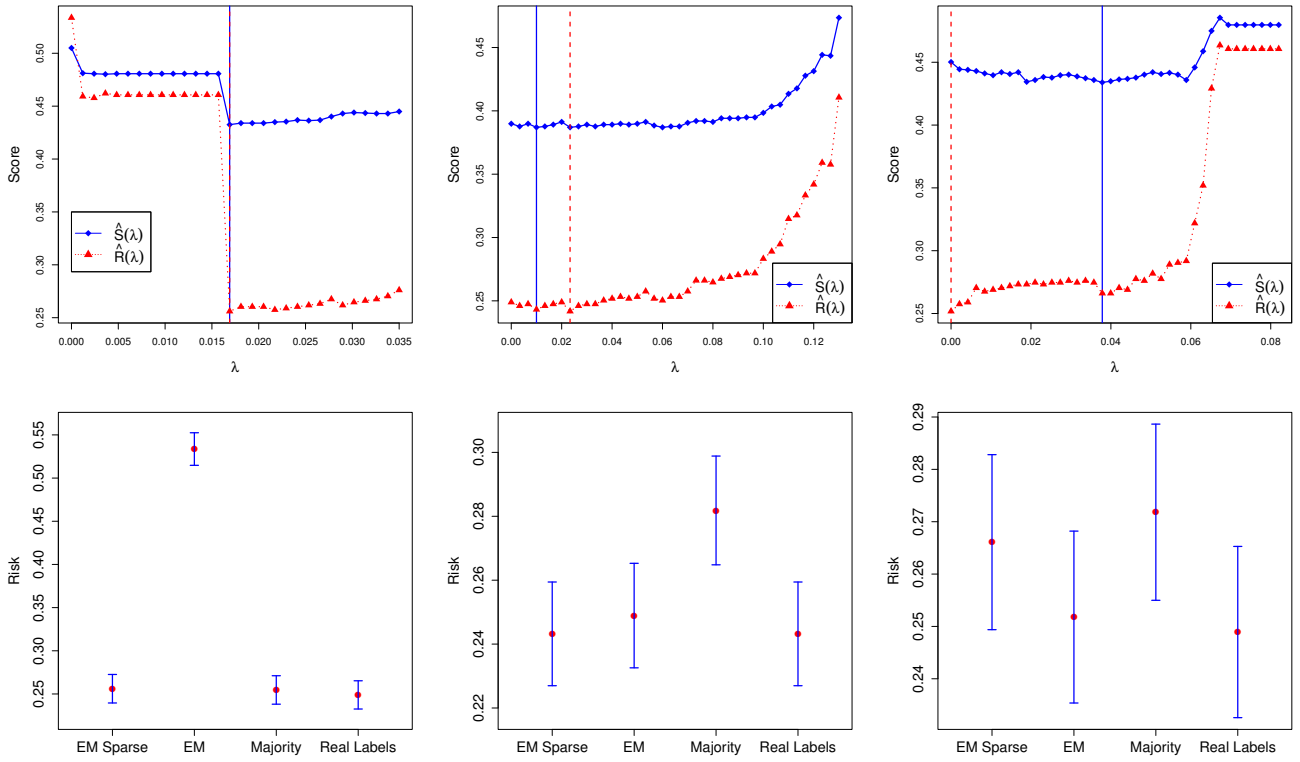 Score
0.25 0.30 0.35 0.40 0.45 0.50
Ŝ(λ)
R̂(λ)
0.000 0.005 0.010 0.015 0.020 0.025 0.030 0.035
λ
Score
0.25 0.30 0.35 0.40 0.45
Ŝ(λ)
R̂(λ)
0.00 0.02 0.04 0.06 0.08 0.10 0.12
λ
Score
0.25 0.30 0.35 0.40 0.45
Ŝ(λ)
R̂(λ)
0.00 0.02 0.04 0.06 0.08
λ
Risk
0.25 0.30 0.35 0.40 0.45 0.50 0.55
EM Sparse EM Majority Real Labels
Risk
0.22 0.24 0.26 0.28 0.30
EM Sparse EM Majority Real Labels
Risk
0.24 0.25 0.26 0.27 0.28 0.29
EM Sparse EM Majority Real Labels